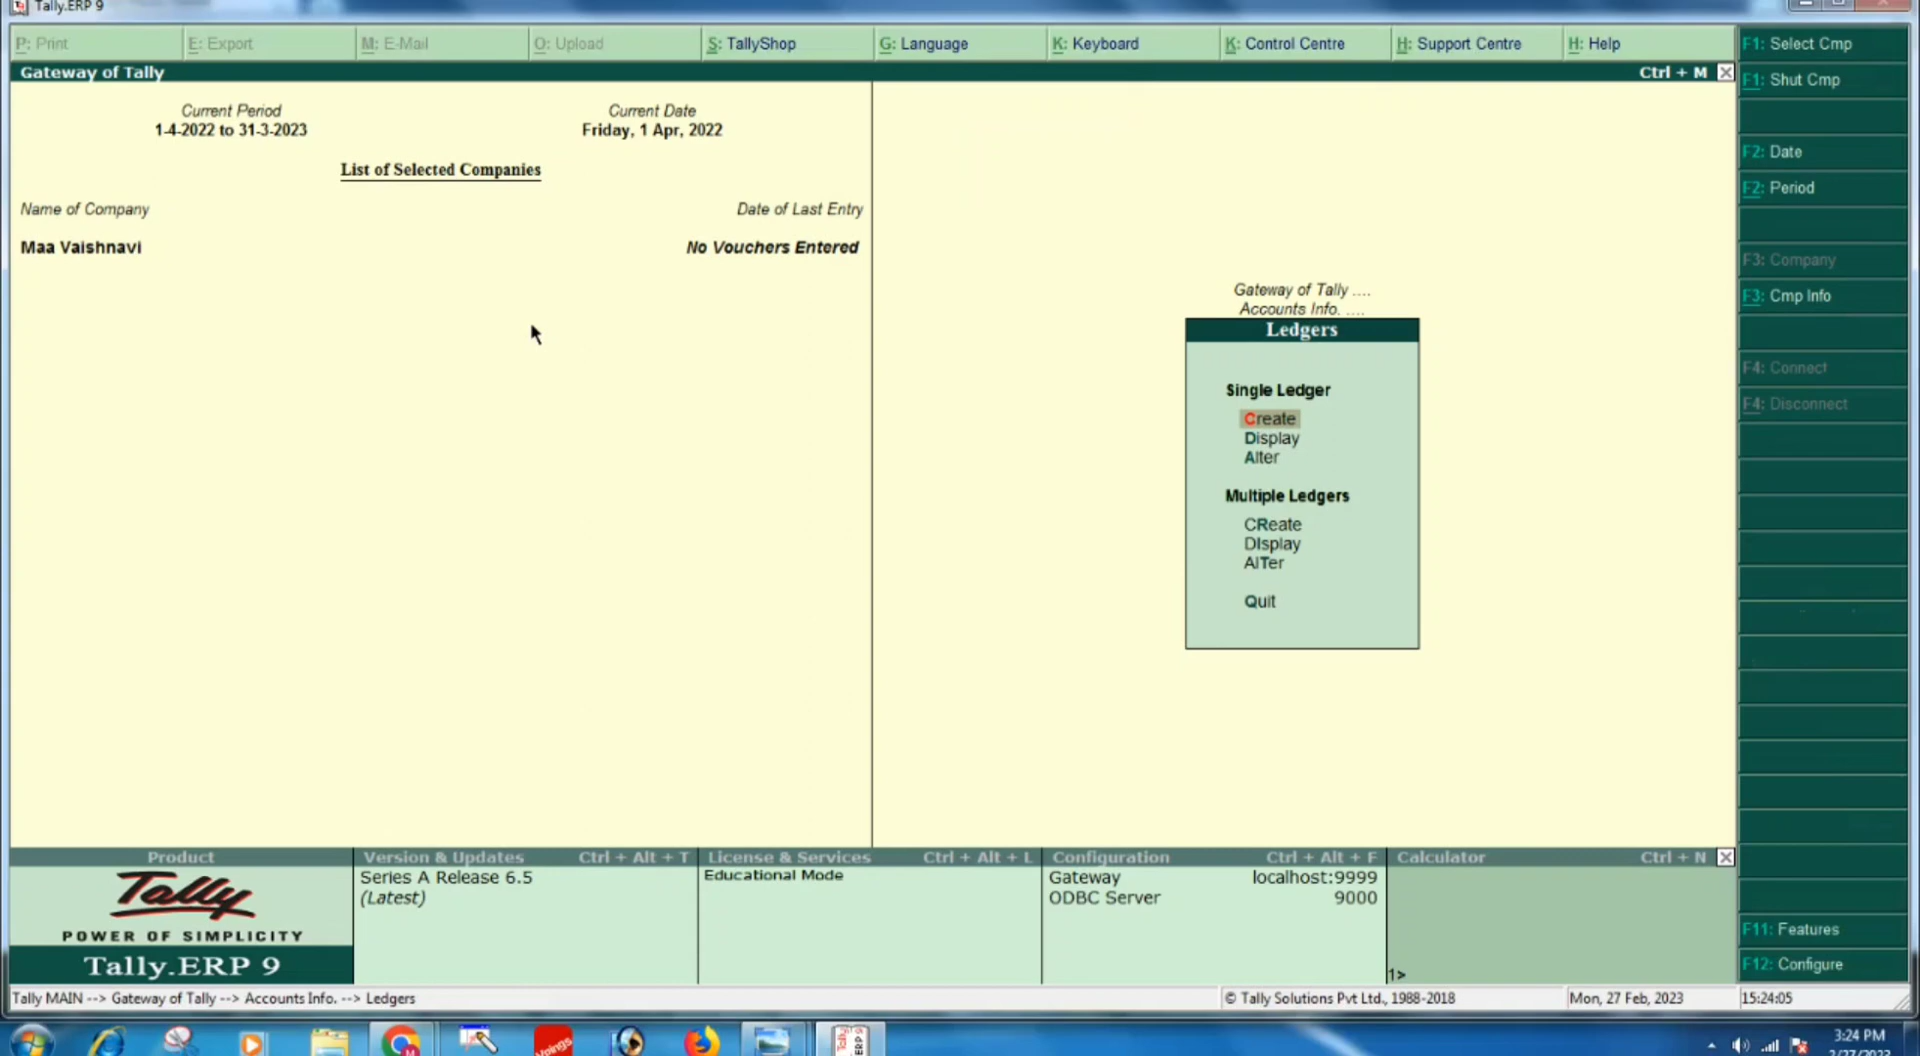 Tally.ERP 9
P: Print
E: Export
M: E-Mail
O: Upload
S: TallyShop
G: Language
K: Keyboard
K: Control Centre
H: Support Centre
H: Help
Gateway of Tally
Ctrl + M
Current Period
1-4-2022 to 31-3-2023
Current Date
Friday, 1 Apr, 2022
List of Selected Companies
Name of Company
Date of Last Entry
Maa Vaishnavi
No Vouchers Entered
Gateway of Tally ....
Accounts Info. ....
Ledgers
Single Ledger
Create
Display
Alter
Multiple Ledgers
CReate
DIsplay
AlTer
Quit
F1: Select Cmp
F1: Shut Cmp
F2: Date
F2: Period
F3: Company
F3: Cmp Info
F4: Connect
F4: Disconnect
F11: Features
F12: Configure
Product
Tally
POWER OF SIMPLICITY
Tally.ERP 9
Version & Updates
Ctrl + Alt + T
Series A Release 6.5
(Latest)
License & Services
Ctrl + Alt + L
Educational Mode
Configuration
Ctrl + Alt + F
Gateway
localhost:9999
ODBC Server
9000
Calculator
Ctrl + N
1>
Tally MAIN --> Gateway of Tally --> Accounts Info. --> Ledgers
© Tally Solutions Pvt Ltd., 1988-2018
Mon, 27 Feb, 2023
15:24:05
3:24 PM
2/27/2023